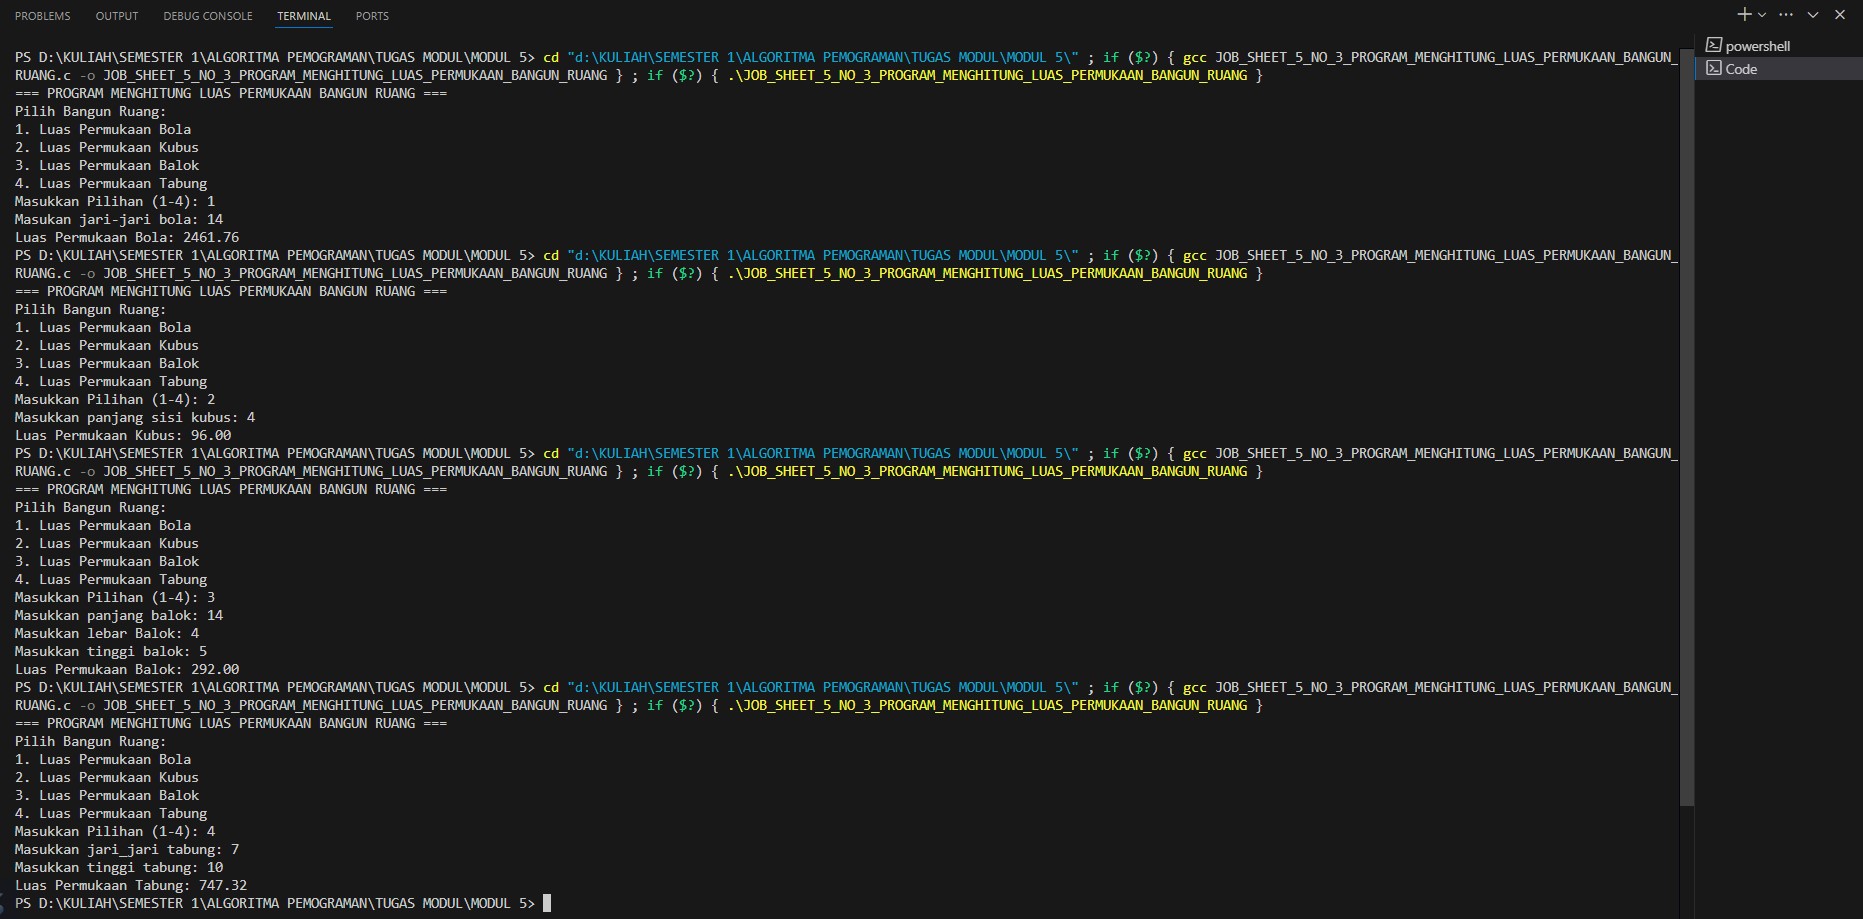 PROBLEMS OUTPUT DEBUG CONSOLE TERMINAL PORTS
PS D:\KULIAH\SEMESTER 1\ALGORITMA PEMOGRAMAN\TUGAS MODUL\MODUL 5> cd "d:\KULIAH\SEMESTER 1\ALGORITMA PEMOGRAMAN\TUGAS MODUL\MODUL 5\" ; if ($?) { gcc JOB_SHEET_5_NO_3_PROGRAM_MENGHITUNG_LUAS_PERMUKAAN_BANGUN_
RUANG.c -o JOB_SHEET_5_NO_3_PROGRAM_MENGHITUNG_LUAS_PERMUKAAN_BANGUN_RUANG } ; if ($?) { .\JOB_SHEET_5_NO_3_PROGRAM_MENGHITUNG_LUAS_PERMUKAAN_BANGUN_RUANG }
=== PROGRAM MENGHITUNG LUAS PERMUKAAN BANGUN RUANG ===
Pilih Bangun Ruang:
1. Luas Permukaan Bola
2. Luas Permukaan Kubus
3. Luas Permukaan Balok
4. Luas Permukaan Tabung
Masukkan Pilihan (1-4): 1
Masukan jari-jari bola: 14
Luas Permukaan Bola: 2461.76
PS D:\KULIAH\SEMESTER 1\ALGORITMA PEMOGRAMAN\TUGAS MODUL\MODUL 5> cd "d:\KULIAH\SEMESTER 1\ALGORITMA PEMOGRAMAN\TUGAS MODUL\MODUL 5\" ; if ($?) { gcc JOB_SHEET_5_NO_3_PROGRAM_MENGHITUNG_LUAS_PERMUKAAN_BANGUN_
RUANG.c -o JOB_SHEET_5_NO_3_PROGRAM_MENGHITUNG_LUAS_PERMUKAAN_BANGUN_RUANG } ; if ($?) { .\JOB_SHEET_5_NO_3_PROGRAM_MENGHITUNG_LUAS_PERMUKAAN_BANGUN_RUANG }
=== PROGRAM MENGHITUNG LUAS PERMUKAAN BANGUN RUANG ===
Pilih Bangun Ruang:
1. Luas Permukaan Bola
2. Luas Permukaan Kubus
3. Luas Permukaan Balok
4. Luas Permukaan Tabung
Masukkan Pilihan (1-4): 2
Masukkan panjang sisi kubus: 4
Luas Permukaan Kubus: 96.00
PS D:\KULIAH\SEMESTER 1\ALGORITMA PEMOGRAMAN\TUGAS MODUL\MODUL 5> cd "d:\KULIAH\SEMESTER 1\ALGORITMA PEMOGRAMAN\TUGAS MODUL\MODUL 5\" ; if ($?) { gcc JOB_SHEET_5_NO_3_PROGRAM_MENGHITUNG_LUAS_PERMUKAAN_BANGUN_
RUANG.c -o JOB_SHEET_5_NO_3_PROGRAM_MENGHITUNG_LUAS_PERMUKAAN_BANGUN_RUANG } ; if ($?) { .\JOB_SHEET_5_NO_3_PROGRAM_MENGHITUNG_LUAS_PERMUKAAN_BANGUN_RUANG }
=== PROGRAM MENGHITUNG LUAS PERMUKAAN BANGUN RUANG ===
Pilih Bangun Ruang:
1. Luas Permukaan Bola
2. Luas Permukaan Kubus
3. Luas Permukaan Balok
4. Luas Permukaan Tabung
Masukkan Pilihan (1-4): 3
Masukkan panjang balok: 14
Masukkan lebar Balok: 4
Masukkan tinggi balok: 5
Luas Permukaan Balok: 292.00
PS D:\KULIAH\SEMESTER 1\ALGORITMA PEMOGRAMAN\TUGAS MODUL\MODUL 5> cd "d:\KULIAH\SEMESTER 1\ALGORITMA PEMOGRAMAN\TUGAS MODUL\MODUL 5\" ; if ($?) { gcc JOB_SHEET_5_NO_3_PROGRAM_MENGHITUNG_LUAS_PERMUKAAN_BANGUN_
RUANG.c -o JOB_SHEET_5_NO_3_PROGRAM_MENGHITUNG_LUAS_PERMUKAAN_BANGUN_RUANG } ; if ($?) { .\JOB_SHEET_5_NO_3_PROGRAM_MENGHITUNG_LUAS_PERMUKAAN_BANGUN_RUANG }
=== PROGRAM MENGHITUNG LUAS PERMUKAAN BANGUN RUANG ===
Pilih Bangun Ruang:
1. Luas Permukaan Bola
2. Luas Permukaan Kubus
3. Luas Permukaan Balok
4. Luas Permukaan Tabung
Masukkan Pilihan (1-4): 4
Masukkan jari_jari tabung: 7
Masukkan tinggi tabung: 10
Luas Permukaan Tabung: 747.32
PS D:\KULIAH\SEMESTER 1\ALGORITMA PEMOGRAMAN\TUGAS MODUL\MODUL 5>
powershell
Code